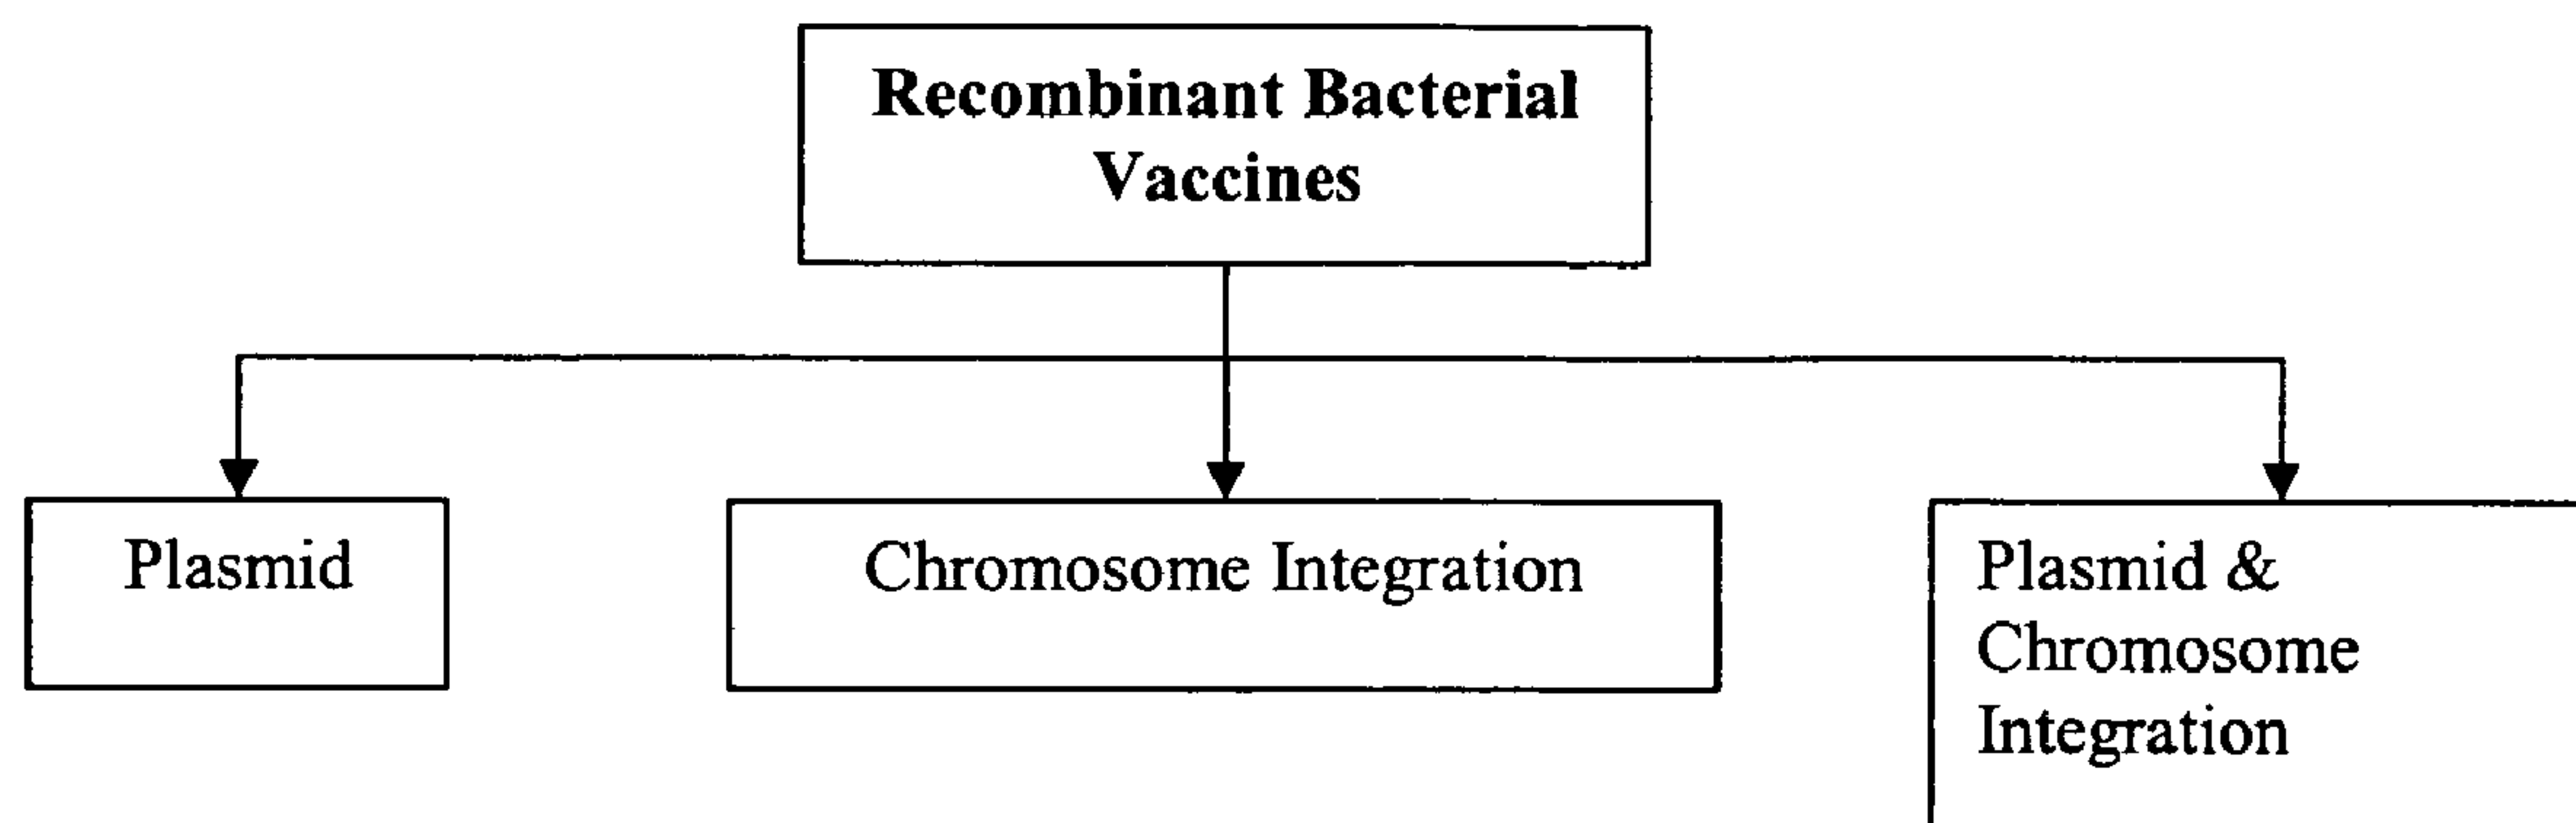 Recombinant Bacterial
Vaccines
Plasmid
Chromosome Integration
Plasmid &
Chromosome
Integration